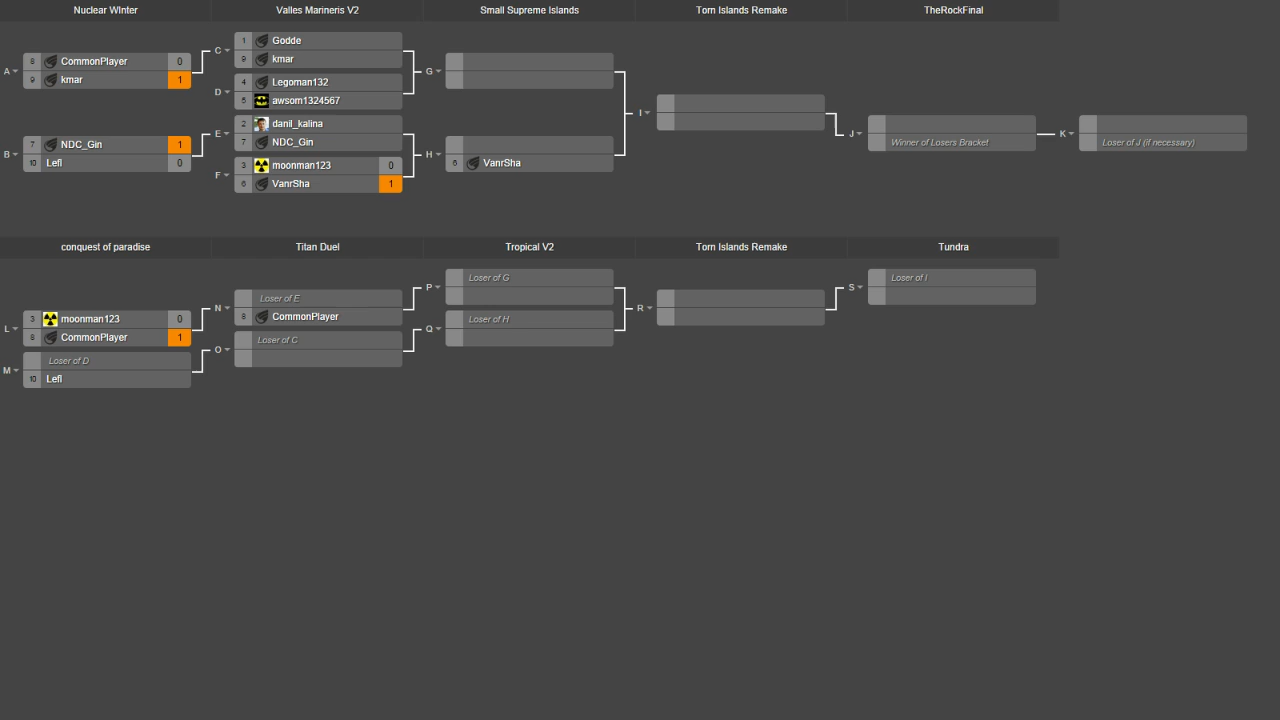 Nuclear WInter
Valles Marineris V2
Small Supreme Islands
Torn Islands Remake
TheRockFinal
A
8 CommonPlayer 0
9 kmar 1
B
7 NDC_Gin 1
10 Lefl 0
C
1 Godde
9 kmar
D
4 Legoman132
5 awsom1324567
E
2 danil_kalina
7 NDC_Gin
F
3 moonman123 0
6 VanrSha 1
G
H
6 VanrSha
I
J
Winner of Losers Bracket
K
Loser of J (if necessary)
conquest of paradise
Titan Duel
Tropical V2
Torn Islands Remake
Tundra
L
3 moonman123 0
8 CommonPlayer 1
M
Loser of D
10 Lefl
N
Loser of E
8 CommonPlayer
O
Loser of C
P
Loser of G
Q
Loser of H
R
S
Loser of I